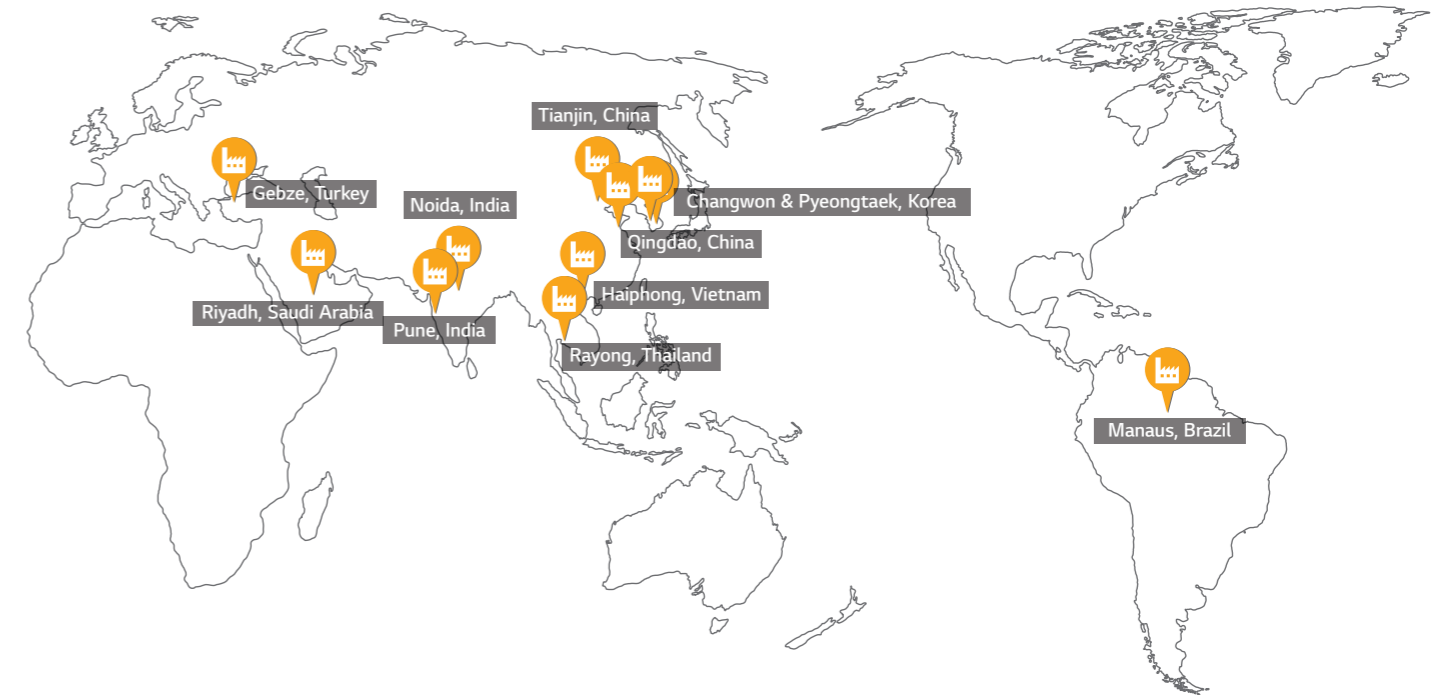 Tianjin, China
Gebze, Turkey
Noida, India
Changwon & Pyeongtaek, Korea
Qingdao, China
Riyadh, Saudi Arabia
Haiphong, Vietnam
Pune, India
Rayong, Thailand
Manaus, Brazil